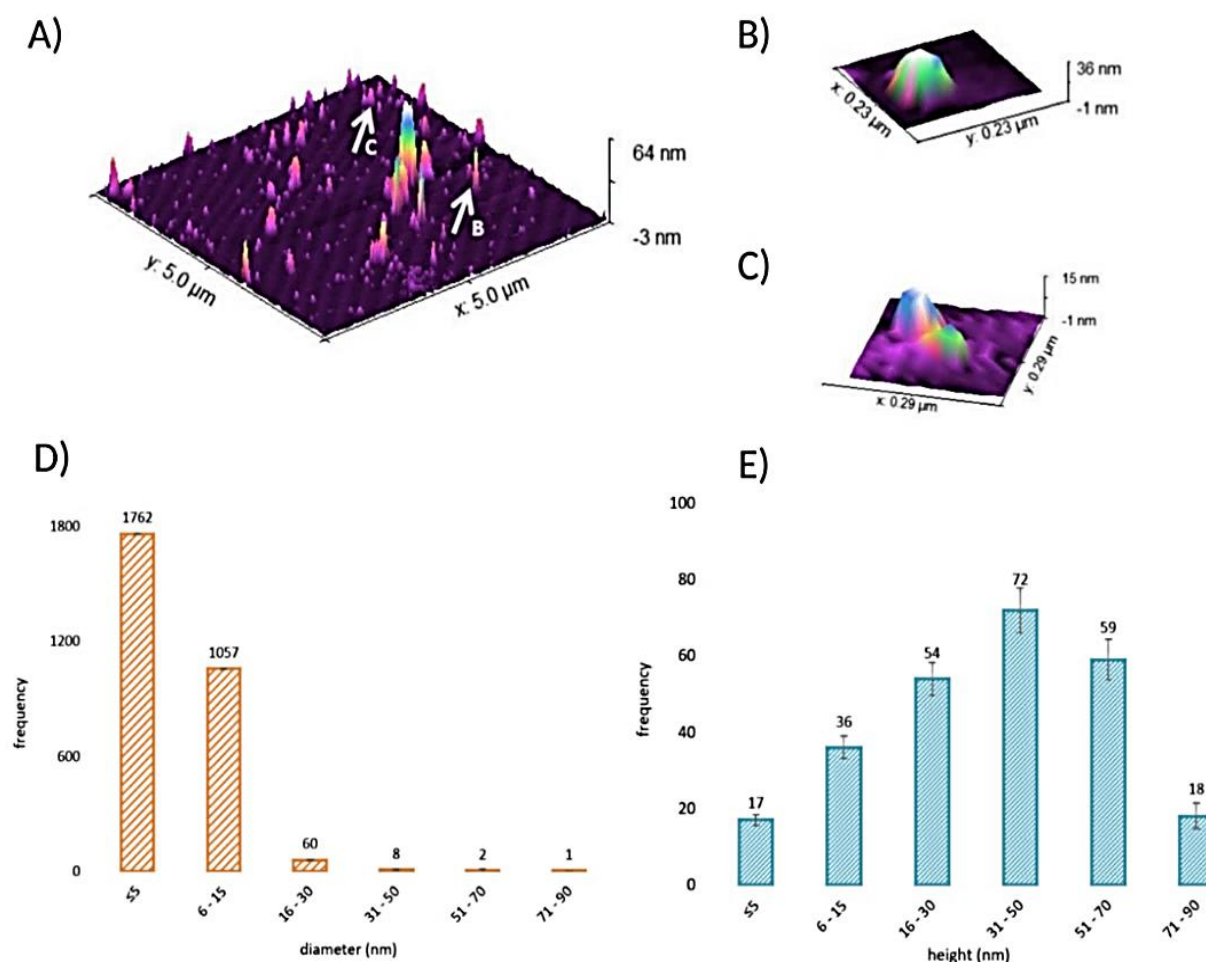 A)
64 nm
-3 nm
y: 5.0 µm
x: 5.0 µm
C
B
B)
36 nm
-1 nm
x: 0.23 µm
y: 0.23 µm
C)
15 nm
-1 nm
x: 0.29 µm
y: 0.29 µm
D)
frequency
1800
1200
600
0
1762
1057
60
8
2
1
≤5
6 - 15
16 - 30
31 - 50
51 - 70
71 - 90
diameter (nm)
E)
frequency
100
80
60
40
20
0
17
36
54
72
59
18
≤5
6 - 15
16 - 30
31 - 50
51 - 70
71 - 90
height (nm)